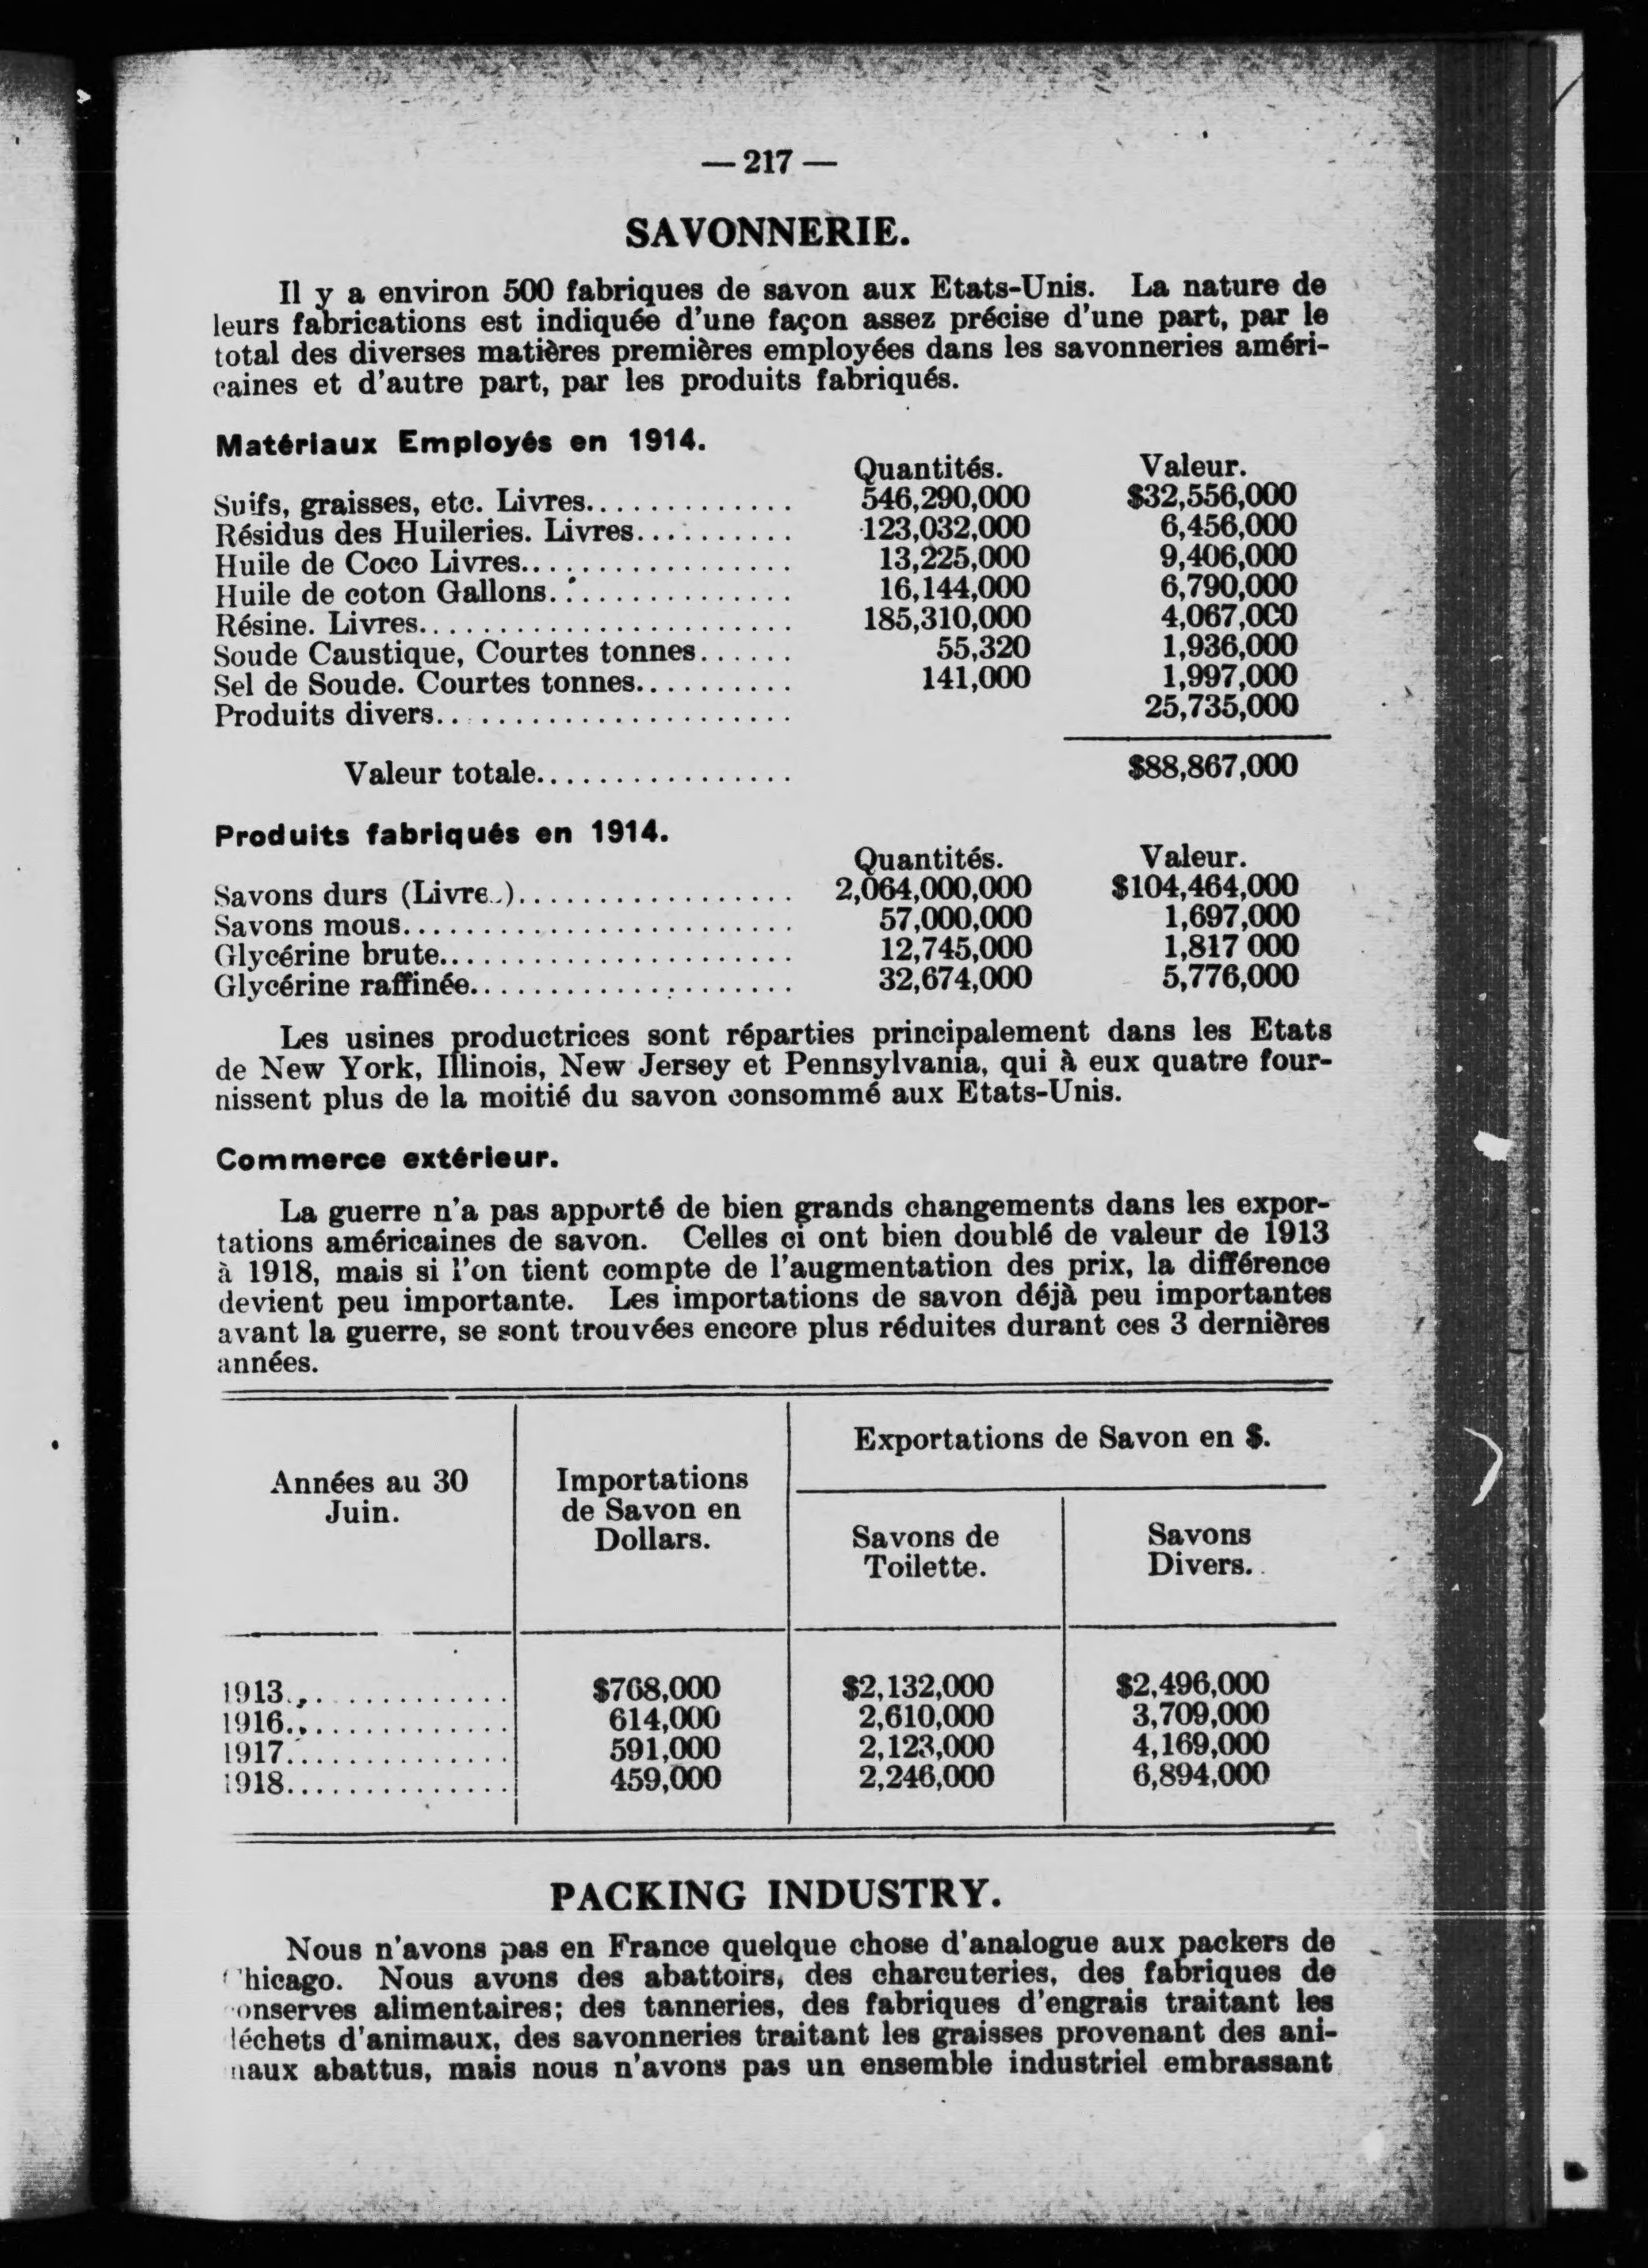 — 217 —
SAVONNERIE.
Il y a environ 500 fabriques de savon aux Etats-Unis. La nature de
leurs fabrications est indiquée d'une façon assez précise d'une part, par le
total des diverses matières premières employées dans les savonneries améri-
caines et d'autre part, par les produits fabriqués.
Matériaux Employés en 1914.
Quantités. Valeur.
Suifs, graisses, etc. Livres............. 546,290,000 $32,556,000
Résidus des Huileries. Livres.......... 123,032,000 6,456,000
Huile de Coco Livres................. 13,225,000 9,406,000
Huile de coton Gallons............... 16,144,000 6,790,000
Résine. Livres........................ 185,310,000 4,067,000
Soude Caustique, Courtes tonnes...... 55,320 1,936,000
Sel de Soude. Courtes tonnes.......... 141,000 1,997,000
Produits divers....................... 25,735,000
Valeur totale................ $88,867,000
Produits fabriqués en 1914.
Quantités. Valeur.
Savons durs (Livre..)................. 2,064,000,000 $104,464,000
Savons mous......................... 57,000,000 1,697,000
Glycérine brute...................... 12,745,000 1,817 000
Glycérine raffinée.................... 32,674,000 5,776,000
Les usines productrices sont réparties principalement dans les Etats
de New York, Illinois, New Jersey et Pennsylvania, qui à eux quatre four-
nissent plus de la moitié du savon consommé aux Etats-Unis.
Commerce extérieur.
La guerre n'a pas apporté de bien grands changements dans les expor-
tations américaines de savon. Celles ci ont bien doublé de valeur de 1913
à 1918, mais si l'on tient compte de l'augmentation des prix, la différence
devient peu importante. Les importations de savon déjà peu importantes
avant la guerre, se sont trouvées encore plus réduites durant ces 3 dernières
années.
Exportations de Savon en $.
Années au 30 Importations
Juin. de Savon en
Dollars. Savons de Savons
Toilette. Divers.
1913............... $768,000 $2,132,000 $2,496,000
1916............... 614,000 2,610,000 3,709,000
1917............... 591,000 2,123,000 4,169,000
1918............... 459,000 2,246,000 6,894,000
PACKING INDUSTRY.
Nous n'avons pas en France quelque chose d'analogue aux packers de
Chicago. Nous avons des abattoirs, des charcuteries, des fabriques de
conserves alimentaires; des tanneries, des fabriques d'engrais traitant les
déchets d'animaux, des savonneries traitant les graisses provenant des ani-
maux abattus, mais nous n'avons pas un ensemble industriel embrassant